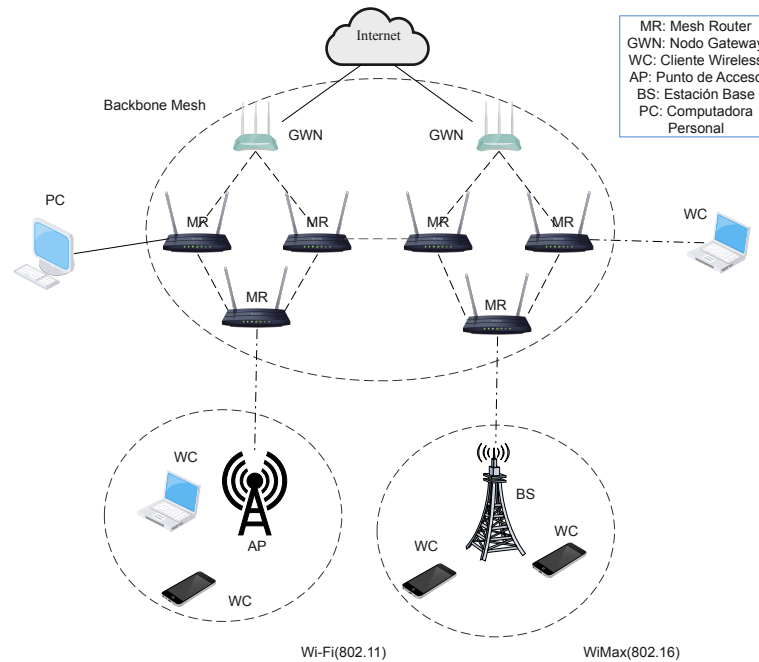 Internet
MR: Mesh Router
GWN: Nodo Gateway
WC: Cliente Wireless
AP: Punto de Acceso
BS: Estación Base
PC: Computadora
Personal
Backbone Mesh
GWN
GWN
PC
MR
MR
MR
MR
WC
MR
MR
WC
BS
WC
WC
AP
WC
Wi-Fi(802.11)
WiMax(802.16)